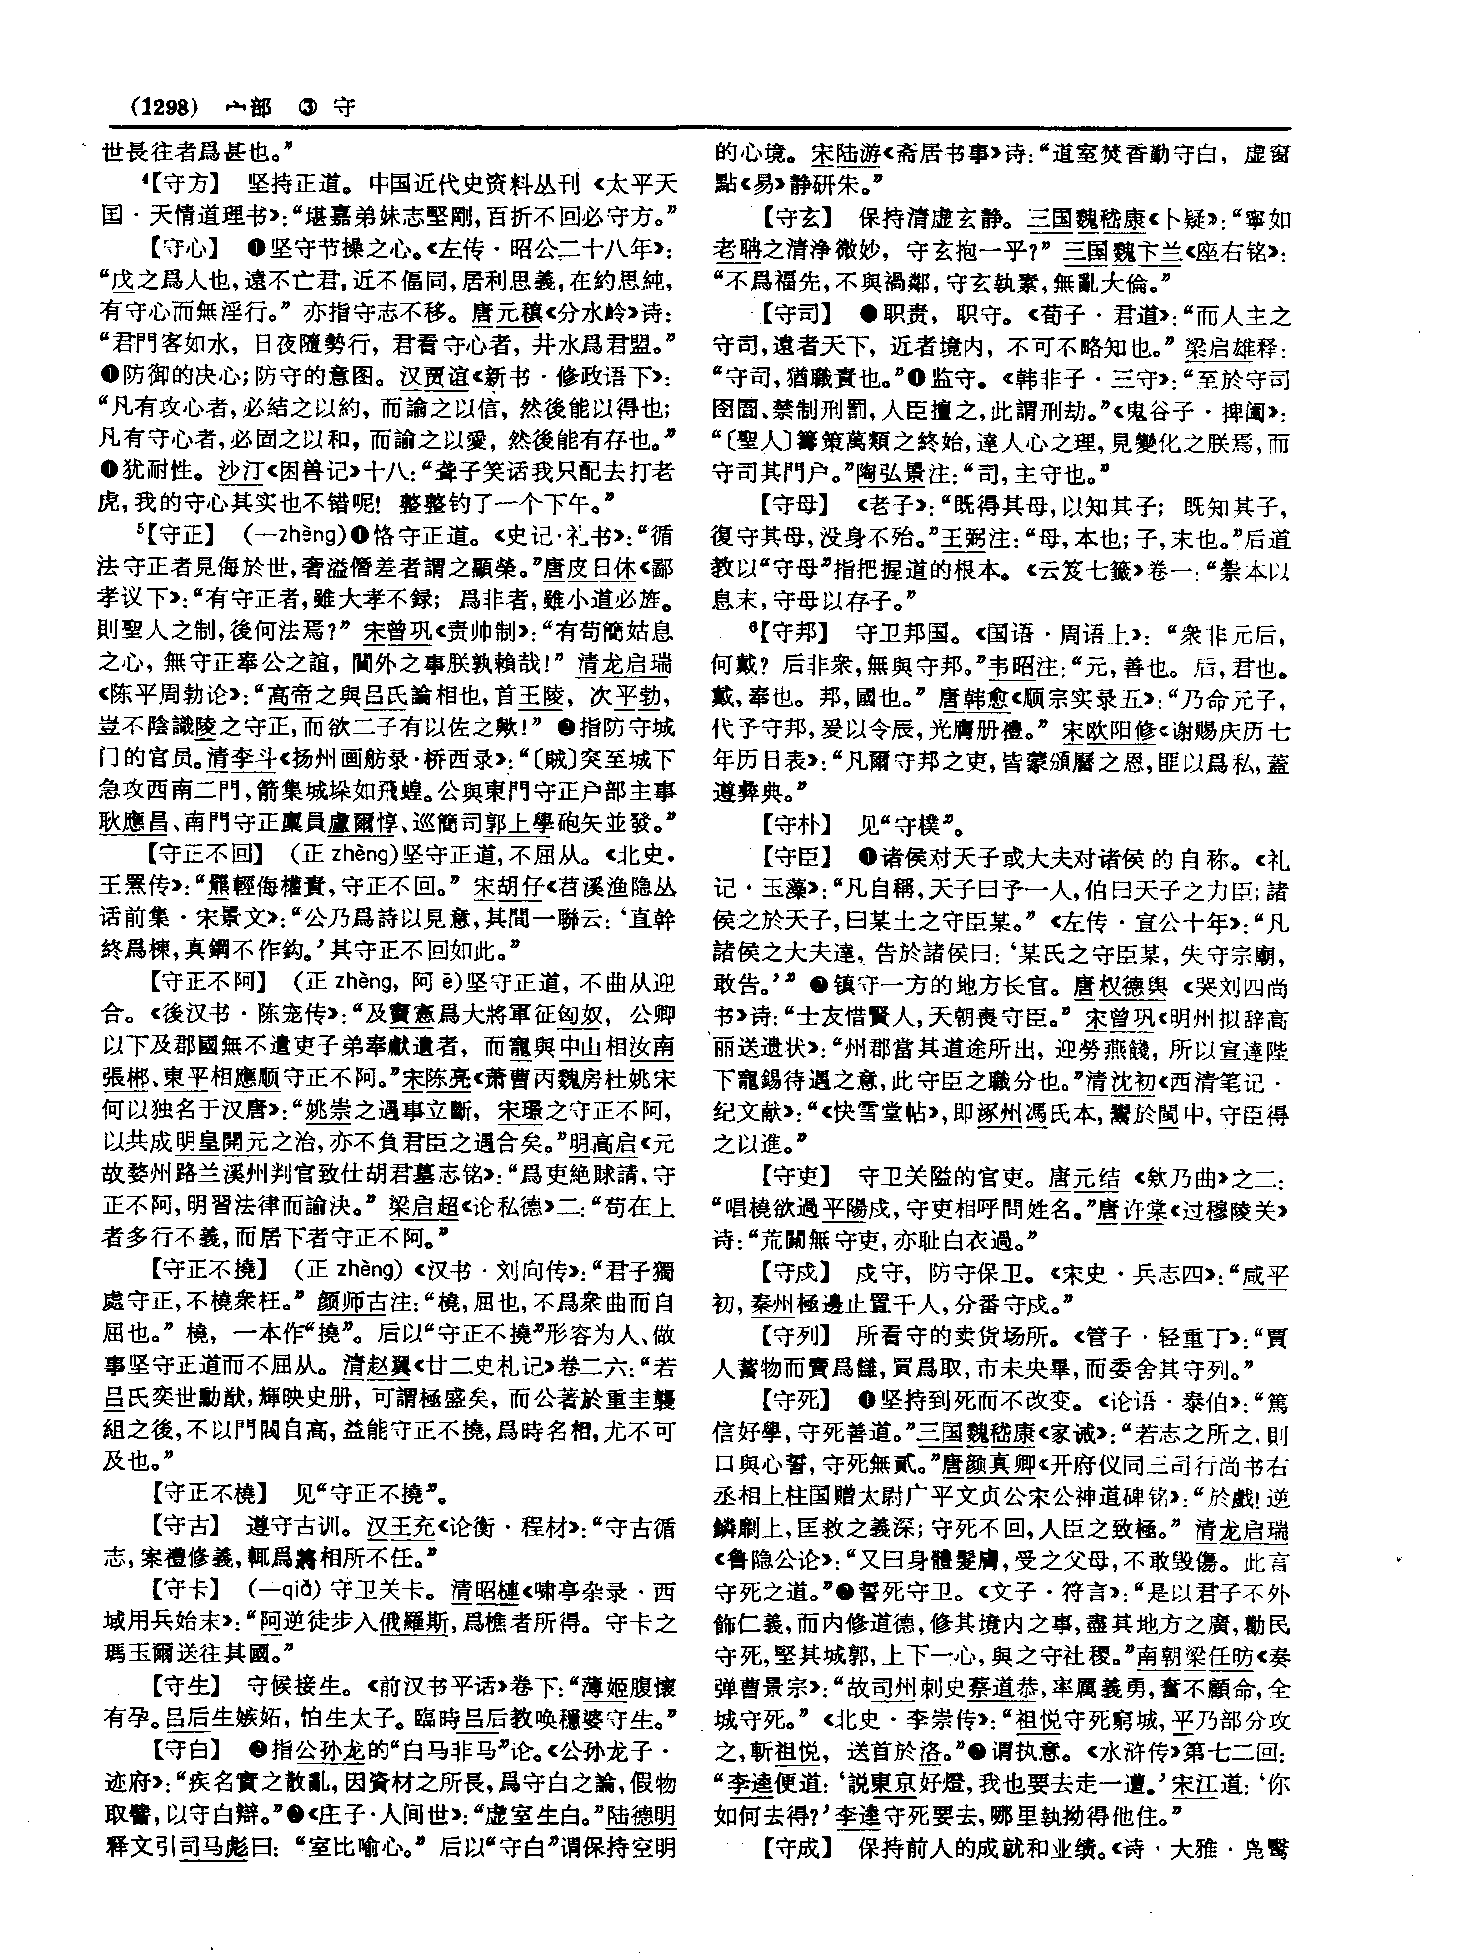 (1298) 宀部 ③ 守
世長往者爲甚也。”
⁴【守方】 坚持正道。中国近代史资料丛刊《太平天
国·天情道理书》：“堪嘉弟妹志堅剛，百折不回必守方。”
【守心】 ❶坚守节操之心。《左传·昭公二十八年》：
“戊之爲人也，遠不亡君，近不偪同，居利思義，在約思純，
有守心而無淫行。”亦指守志不移。唐元稹《分水岭》诗：
“君門客如水，日夜隨勢行，君看守心者，井水爲君盟。”
❶防御的决心；防守的意图。汉贾谊《新书·修政语下》：
“凡有攻心者，必結之以約，而諭之以信，然後能以得也；
凡有守心者，必固之以和，而諭之以愛，然後能有存也。”
❶犹耐性。沙汀《困兽记》十八：“聋子笑话我只配去打老
虎，我的守心其实也不错呢！整整钓了一个下午。”
⁵【守正】 （一zhèng）❶恪守正道。《史记·礼书》：“循
法守正者見侮於世，奢溢僭差者謂之顯榮。”唐皮日休《鄙
孝议下》：“有守正者，雖大孝不録；爲非者，雖小道必旌。
則聖人之制，後何法焉？”宋曾巩《责帅制》：“有苟簡姑息
之心，無守正奉公之誼，閫外之事朕孰賴哉！”清龙启瑞
《陈平周勃论》：“高帝之與吕氏論相也，首王陵，次平勃，
豈不陰識陵之守正，而欲二子有以佐之歟！”❷指防守城
门的官员。清李斗《扬州画舫录·桥西录》：“〔賊〕突至城下
急攻西南二門，箭集城垛如飛蝗。公與東門守正户部主事
耿應昌、南門守正稟員盧爾惇、巡簡司郭上學砲矢並發。”
【守正不回】 （正 zhèng）坚守正道，不屈从。《北史·
王罴传》：“羆輕侮權貴，守正不回。”宋胡仔《苕溪渔隐丛
话前集·宋景文》：“公乃爲詩以見意，其間一聯云：‘直幹
終爲棟，真鋼不作鈎。’其守正不回如此。”
【守正不阿】 （正 zhèng，阿 ē）坚守正道，不曲从迎
合。《後汉书·陈宠传》：“及竇憲爲大將軍征匈奴，公卿
以下及郡國無不遣吏子弟奉獻遺者，而寵與中山相汝南
張郴、東平相應順守正不阿。”宋陈亮《萧曹丙魏房杜姚宋
何以独名于汉唐》：“姚崇之遇事立斷，宋璟之守正不阿，
以共成明皇開元之治，亦不負君臣之遇合矣。”明高启《元
故婺州路兰溪州判官致仕胡君墓志铭》：“爲吏絶賕請，守
正不阿，明習法律而諭決。”梁启超《论私德》二：“苟在上
者多行不義，而居下者守正不阿。”
【守正不撓】 （正 zhèng）《汉书·刘向传》：“君子獨
處守正，不橈衆枉。”颜师古注：“橈，屈也，不爲衆曲而自
屈也。”橈，一本作“撓”。后以“守正不撓”形容为人、做
事坚守正道而不屈从。清赵翼《廿二史札记》卷二六：“若
吕氏奕世勳猷，輝映史册，可謂極盛矣，而公著於重圭襲
組之後，不以門閥自高，益能守正不撓，爲時名相，尤不可
及也。”
【守正不橈】 见“守正不撓”。
【守古】 遵守古训。汉王充《论衡·程材》：“守古循
志，案禮修義，輒爲將相所不任。”
【守卡】 （一qiǎ）守卫关卡。清昭槤《啸亭杂录·西
域用兵始末》：“阿逆徒步入俄羅斯，爲樵者所得。守卡之
瑪玉爾送往其國。”
【守生】 守候接生。《前汉书平话》卷下：“薄姬腹懷
有孕。吕后生嫉妬，怕生太子。臨時吕后教唤穩婆守生。”
【守白】 ❷指公孙龙的“白马非马”论。《公孙龙子·
迹府》：“疾名實之散亂，因資材之所長，爲守白之論，假物
取譬，以守白辯。”❷《庄子·人间世》：“虚室生白。”陆德明
释文引司马彪曰：“室比喻心。”后以“守白”谓保持空明
的心境。宋陆游《斋居书事》诗：“道室焚香勤守白，虚窗
點《易》静研朱。”
【守玄】 保持清虚玄静。三国魏嵇康《卜疑》：“寧如
老聃之清浄微妙，守玄抱一乎？”三国魏卞兰《座右铭》：
“不爲福先，不與禍鄰，守玄執素，無亂大倫。”
【守司】 ❶职责，职守。《荀子·君道》：“而人主之
守司，遠者天下，近者境内，不可不略知也。”梁启雄释：
“守司，猶職責也。”❶监守。《韩非子·三守》：“至於守司
囹圄、禁制刑罰，人臣擅之，此謂刑劫。”《鬼谷子·捭阖》：
“〔聖人〕籌策萬類之終始，達人心之理，見變化之朕焉，而
守司其門户。”陶弘景注：“司，主守也。”
【守母】 《老子》：“既得其母，以知其子；既知其子，
復守其母，没身不殆。”王弼注：“母，本也；子，末也。”后道
教以“守母”指把握道的根本。《云笈七籖》卷一：“崇本以
息末，守母以存子。”
⁶【守邦】 守卫邦国。《国语·周语上》：“衆非元后，
何戴？后非衆，無與守邦。”韦昭注：“元，善也。后，君也。
戴，奉也。邦，國也。”唐韩愈《顺宗实录五》：“乃命元子，
代予守邦，爰以令辰，光膺册禮。”宋欧阳修《谢赐庆历七
年历日表》：“凡爾守邦之吏，皆蒙頒曆之恩，匪以爲私，蓋
遵彝典。”
【守朴】 见“守樸”。
【守臣】 ❶诸侯对天子或大夫对诸侯的自称。《礼
记·玉藻》：“凡自稱，天子曰予一人，伯曰天子之力臣；諸
侯之於天子，曰某土之守臣某。”《左传·宣公十年》：“凡
諸侯之大夫違，告於諸侯曰：‘某氏之守臣某，失守宗廟，
敢告。’”❷镇守一方的地方长官。唐权德舆《哭刘四尚
书》诗：“士友惜賢人，天朝喪守臣。”宋曾巩《明州拟辞高
丽送遗状》：“州郡當其道途所出，迎勞燕餞，所以宣達陛
下寵錫待遇之意，此守臣之職分也。”清沈初《西清笔记·
纪文献》：“《快雪堂帖》，即涿州馮氏本，鬻於閩中，守臣得
之以進。”
【守吏】 守卫关隘的官吏。唐元结《欸乃曲》之二：
“唱橈欲過平陽戍，守吏相呼問姓名。”唐许棠《过穆陵关》
诗：“荒關無守吏，亦耻白衣過。”
【守戍】 戍守，防守保卫。《宋史·兵志四》：“咸平
初，秦州極邊止置千人，分番守戍。”
【守列】 所看守的卖货场所。《管子·轻重丁》：“賈
人蓄物而賣爲讎，買爲取，市未央畢，而委舍其守列。”
【守死】 ❶坚持到死而不改变。《论语·泰伯》：“篤
信好學，守死善道。”三国魏嵇康《家诫》：“若志之所之，則
口與心誓，守死無貳。”唐颜真卿《开府仪同三司行尚书右
丞相上柱国赠太尉广平文贞公宋公神道碑铭》：“於戲！逆
鱗劘上，匡救之義深；守死不回，人臣之致極。”清龙启瑞
《鲁隐公论》：“又曰身體髮膚，受之父母，不敢毁傷。此言
守死之道。”❷誓死守卫。《文子·符言》：“是以君子不外
飾仁義，而内修道德，修其境内之事，盡其地方之廣，勸民
守死，堅其城郭，上下一心，與之守社稷。”南朝梁任昉《奏
弹曹景宗》：“故司州刺史蔡道恭，率厲義勇，奮不顧命，全
城守死。”《北史·李崇传》：“祖悦守死窮城，平乃部分攻
之，斬祖悦，送首於洛。”❸谓执意。《水浒传》第七二回：
“李逵便道：‘說東京好燈，我也要去走一遭。’宋江道：‘你
如何去得？’李逵守死要去，哪里執拗得他住。”
【守成】 保持前人的成就和业绩。《诗·大雅·凫鹥